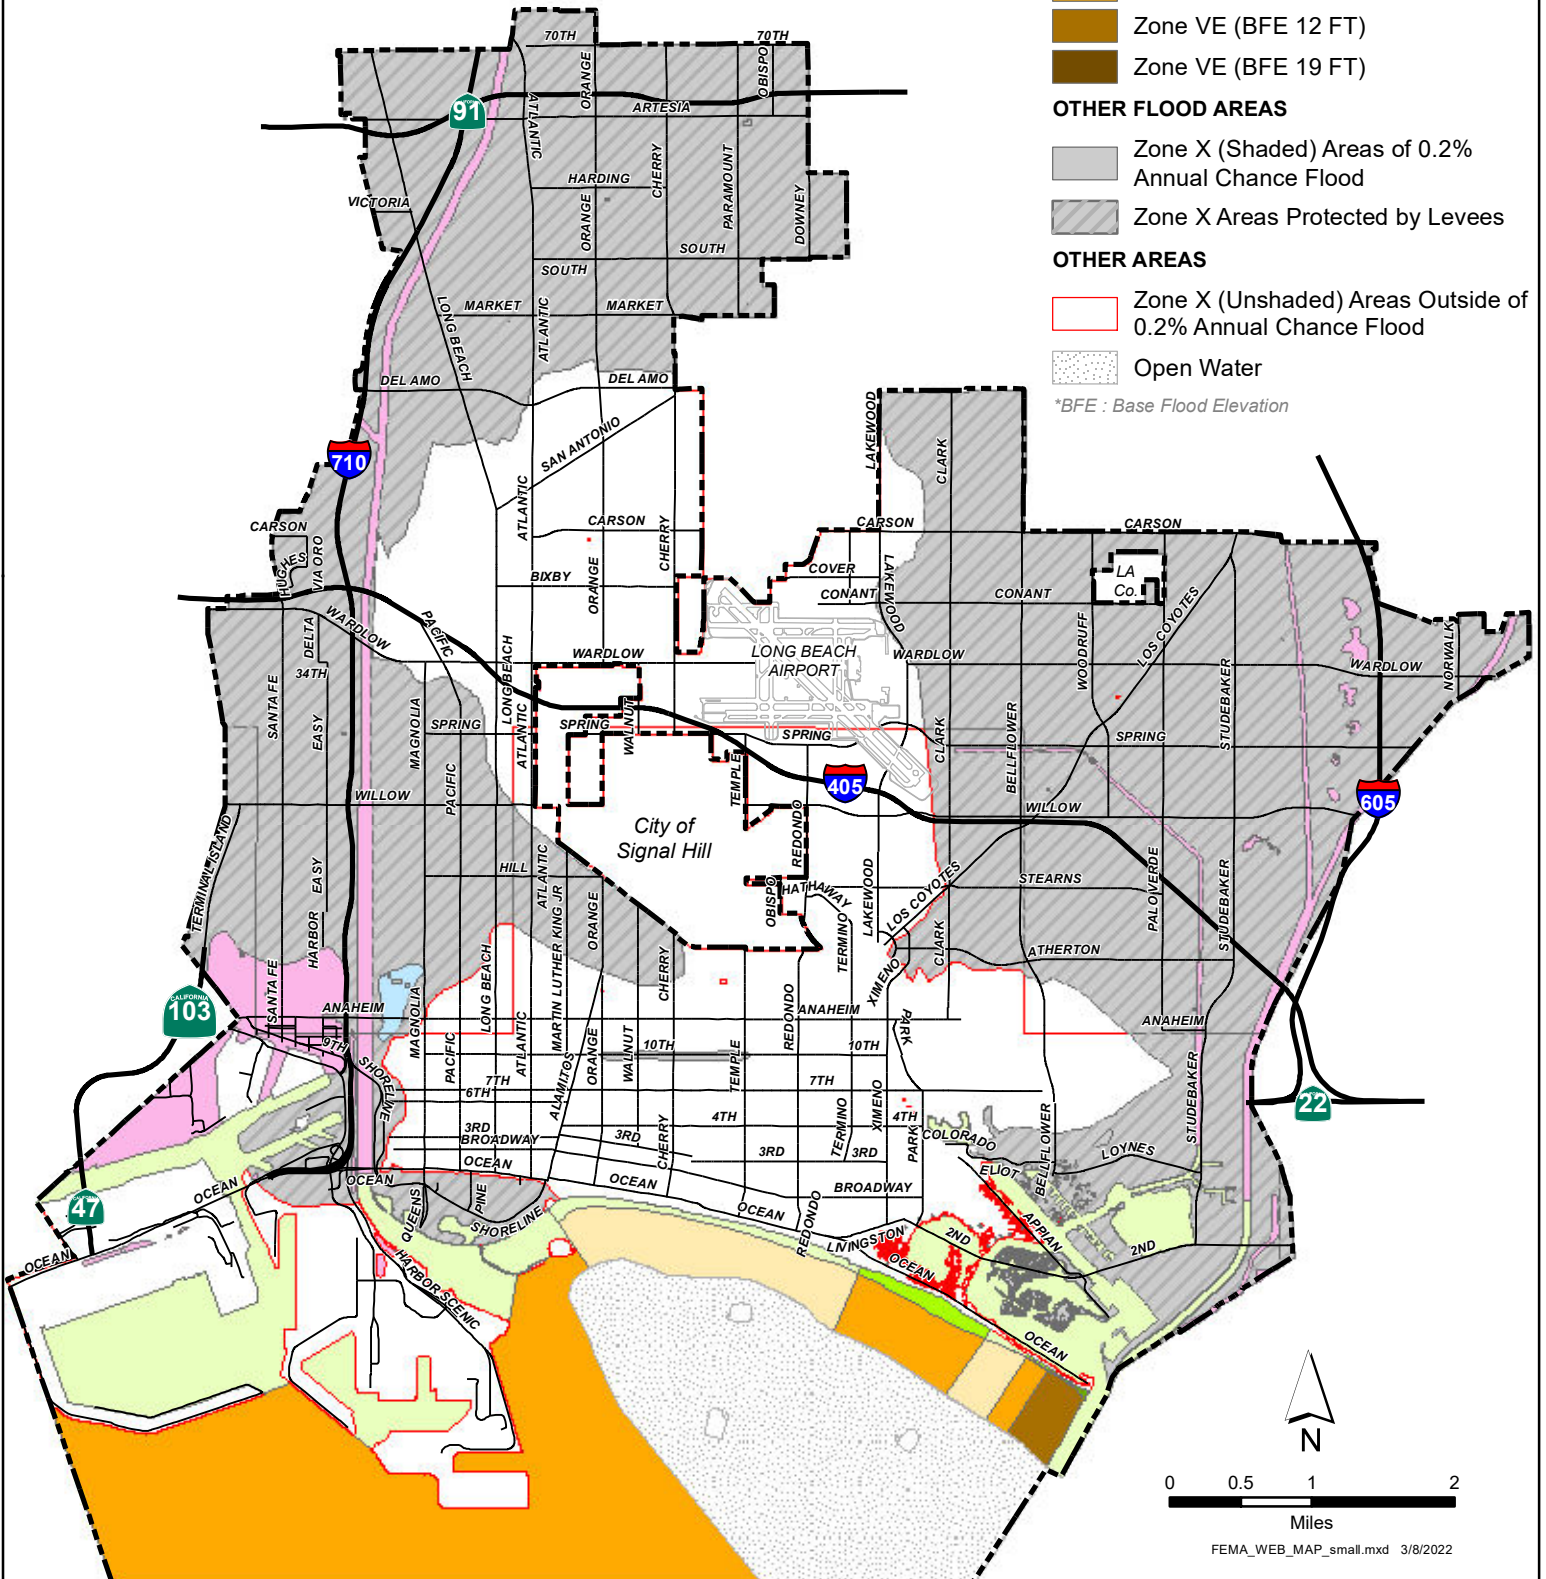 Zone VE (BFE 12 FT)
Zone VE (BFE 19 FT)
OTHER FLOOD AREAS
Zone X (Shaded) Areas of 0.2%
Annual Chance Flood
Zone X Areas Protected by Levees
OTHER AREAS
Zone X (Unshaded) Areas Outside of
0.2% Annual Chance Flood
Open Water
*BFE : Base Flood Elevation
70TH
70TH
ORANGE
OBISPO
CALIFORNIA
91
ATLANTIC
ARTESIA
CHERRY
PARAMOUNT
HARDING
VICTORIA
ORANGE
DOWNEY
SOUTH
SOUTH
LONG BEACH
MARKET
MARKET
ATLANTIC
DEL AMO
DEL AMO
LAKEWOOD
CLARK
SAN ANTONIO
710
ATLANTIC
CARSON
CARSON
CHERRY
CARSON
CARSON
HUGHES
VIA ORO
BIXBY
ORANGE
COVER
LAKEWOOD
CONANT
CONANT
LA
Co.
LOS COYOTES
WARDLOW
DELTA
PACIFIC
LONG BEACH
WARDLOW
LONG BEACH
AIRPORT
WARDLOW
WOODRUFF
WARDLOW
NORWALK
34TH
SANTA FE
EASY
MAGNOLIA
SPRING
ATLANTIC
SPRING
WALNUT
SPRING
CLARK
BELLFLOWER
SPRING
STUDEBAKER
PACIFIC
TEMPLE
405
605
WILLOW
WILLOW
City of
Signal Hill
REDONDO
TERMINAL ISLAND
HILL
ATLANTIC
EASY
HARBOR
MARTIN LUTHER KING JR
ORANGE
OBISPO
HATHAWAY
LAKEWOOD
LOS COYOTES
STEARNS
PALO VERDE
STUDEBAKER
TERMINO
CLARK
ATHERTON
LONG BEACH
CHERRY
XIMENO
SANTA FE
CALIFORNIA
103
ANAHEIM
MAGNOLIA
REDONDO
ANAHEIM
PARK
ANAHEIM
9TH
SHORELINE
PACIFIC
ATLANTIC
ORANGE
WALNUT
10TH
TEMPLE
10TH
7TH
6TH
ALAMITOS
7TH
XIMENO
STUDEBAKER
22
3RD
BROADWAY
3RD
CHERRY
4TH
TERMINO
4TH
PARK
COLORADO
BELLFLOWER
LOYNES
3RD
3RD
OCEAN
OCEAN
OCEAN
OCEAN
ELIOT
CALIFORNIA
47
QUEENS
PINE
SHORELINE
OCEAN
REDONDO
BROADWAY
APPIAN
LIVINGSTON
2ND
2ND
OCEAN
OCEAN
HARBOR SCENIC
OCEAN
N
0 0.5 1 2
Miles
FEMA_WEB_MAP_small.mxd 3/8/2022